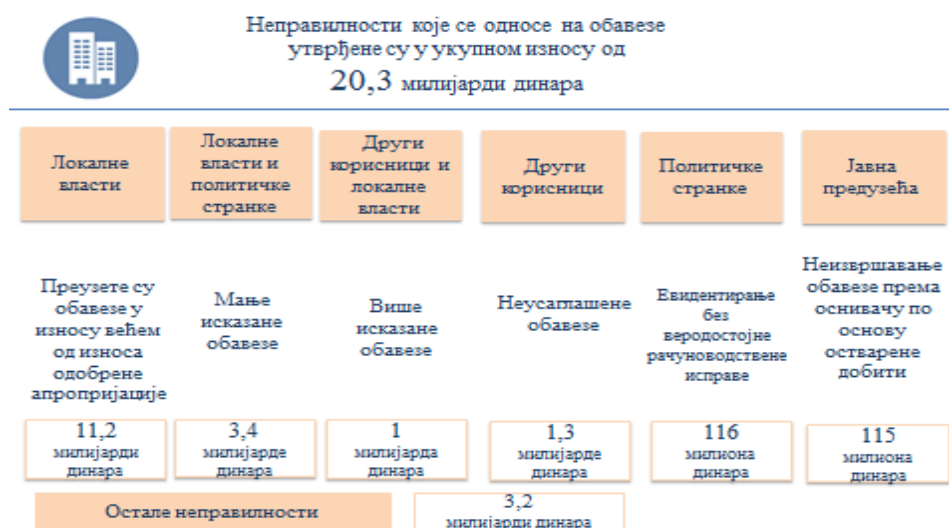 Неправилности које се односе на обавезе
утврђене су у укупном износу од
20,3 милијарди динара
Локалне
власти
Локалне
власти и
политичке
странке
Други
корисници и
локалне
власти
Други
корисници
Политичке
странке
Јавна
предузећа
Преузете су
обавезе у
износу већем
од износа
одобрене
апропријације
Мање
исказане
обавезе
Више
исказане
обавезе
Неусаглашене
обавезе
Евидентирање
без
веродостојне
рачуноводствене
исправе
Неизвршавање
обавезе према
оснивачу по
основу
остварене
добити
11,2
милијарди
динара
3,4
милијарде
динара
1
милијарда
динара
1,3
милијарде
динара
116
милиона
динара
115
милиона
динара
Остале неправилности
3,2
милијарди динара